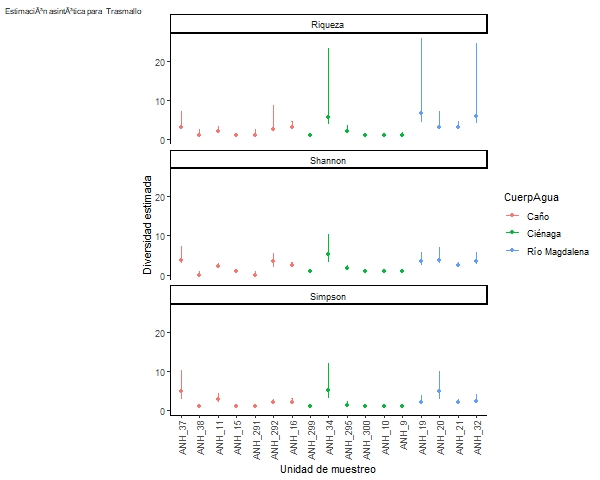 EstimaciÃ³n asintÃ³tica para Trasmallo
Riqueza
20
10
0
Shannon
20
10
0
Simpson
20
10
0
Diversidad estimada
ANH_37
ANH_38
ANH_11
ANH_15
ANH_291
ANH_292
ANH_16
ANH_299
ANH_34
ANH_295
ANH_300
ANH_10
ANH_9
ANH_19
ANH_20
ANH_21
ANH_32
Unidad de muestreo
CuerpAgua
Caño
Ciénaga
Río Magdalena